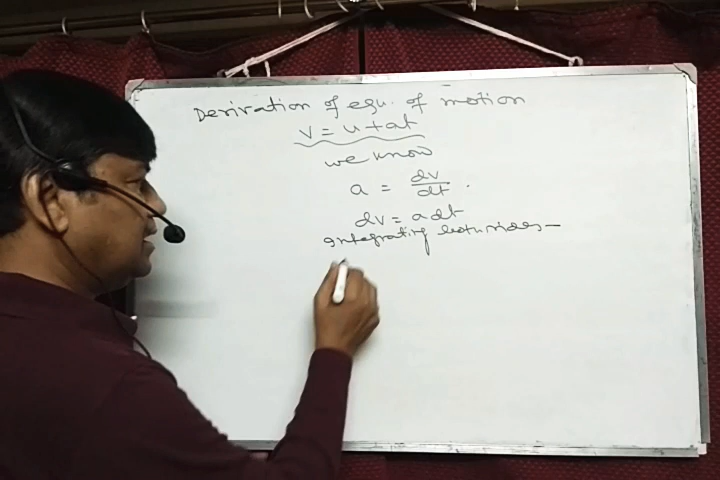 Derivation of equ. of motion
v = u + at
we know
a = dv/dt .
dv = a dt
Integrating both sides —